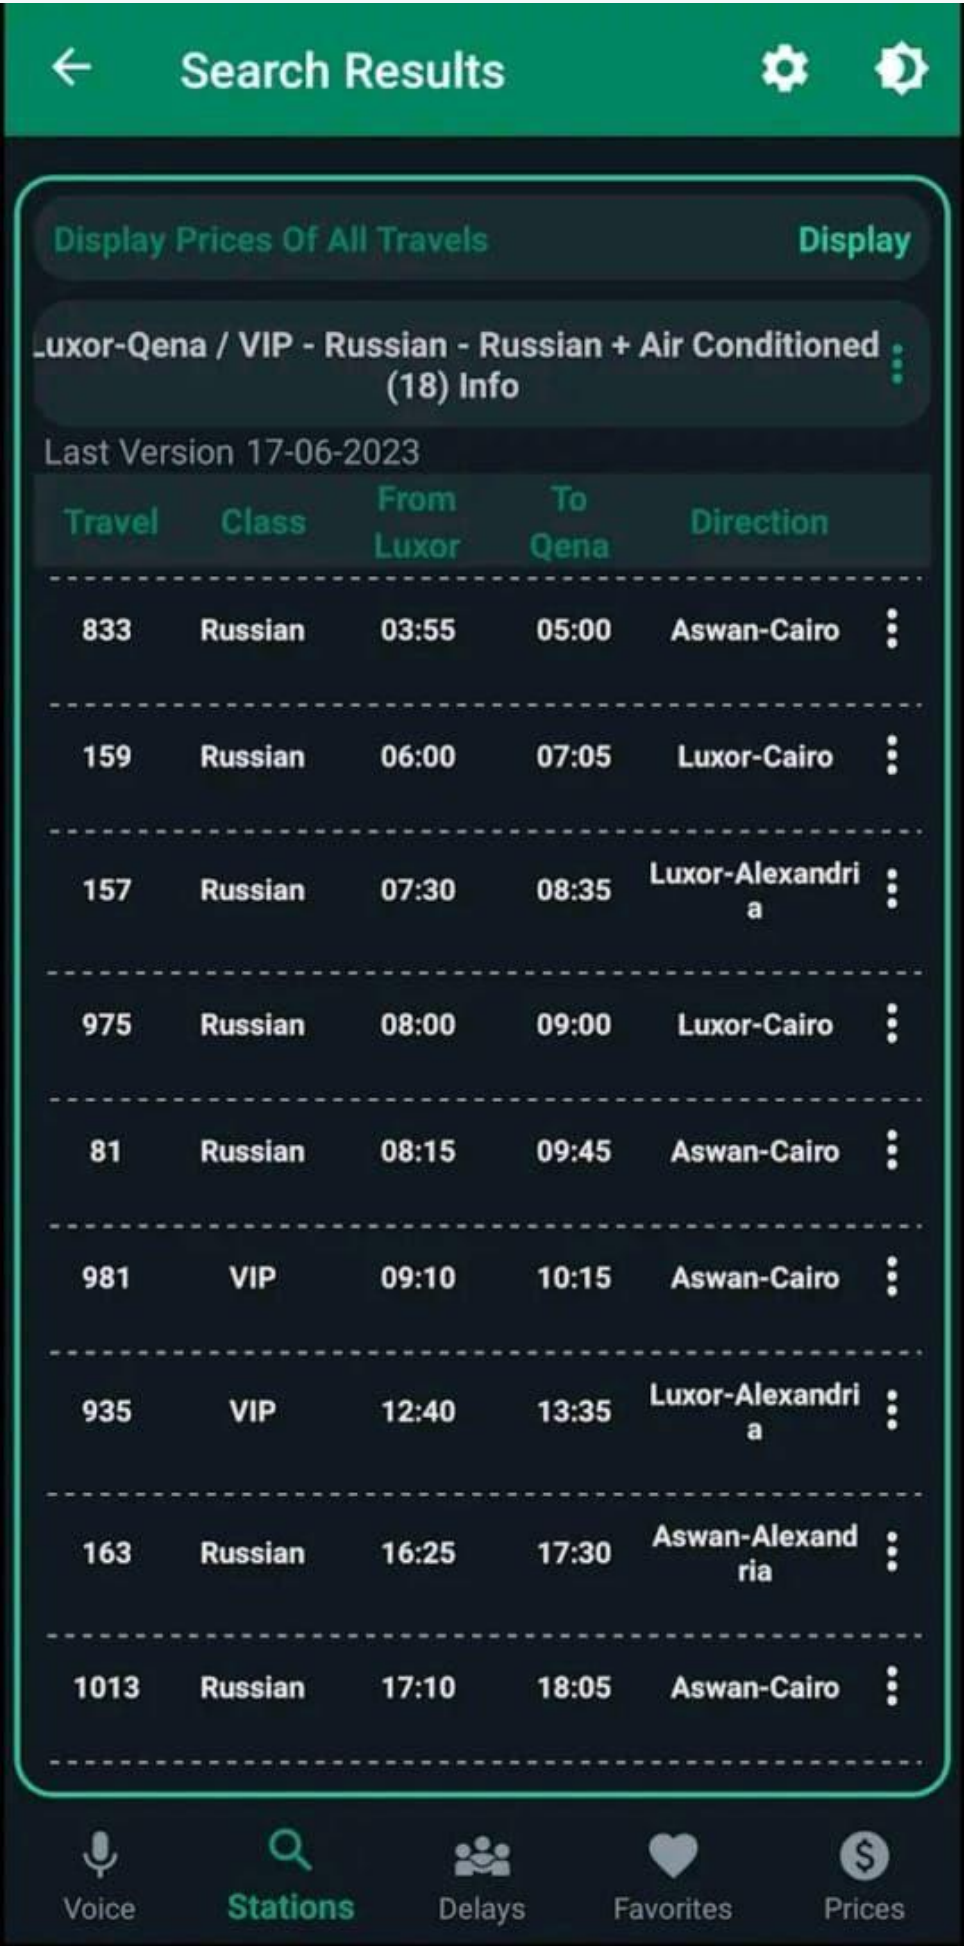 Search Results
Display Prices Of All Travels Display
Luxor-Qena / VIP - Russian - Russian + Air Conditioned
(18) Info
Last Version 17-06-2023
Travel Class From Luxor To Qena Direction
833 Russian 03:55 05:00 Aswan-Cairo
159 Russian 06:00 07:05 Luxor-Cairo
157 Russian 07:30 08:35 Luxor-Alexandri
a
975 Russian 08:00 09:00 Luxor-Cairo
81 Russian 08:15 09:45 Aswan-Cairo
981 VIP 09:10 10:15 Aswan-Cairo
935 VIP 12:40 13:35 Luxor-Alexandri
a
163 Russian 16:25 17:30 Aswan-Alexand
ria
1013 Russian 17:10 18:05 Aswan-Cairo
Voice Stations Delays Favorites Prices